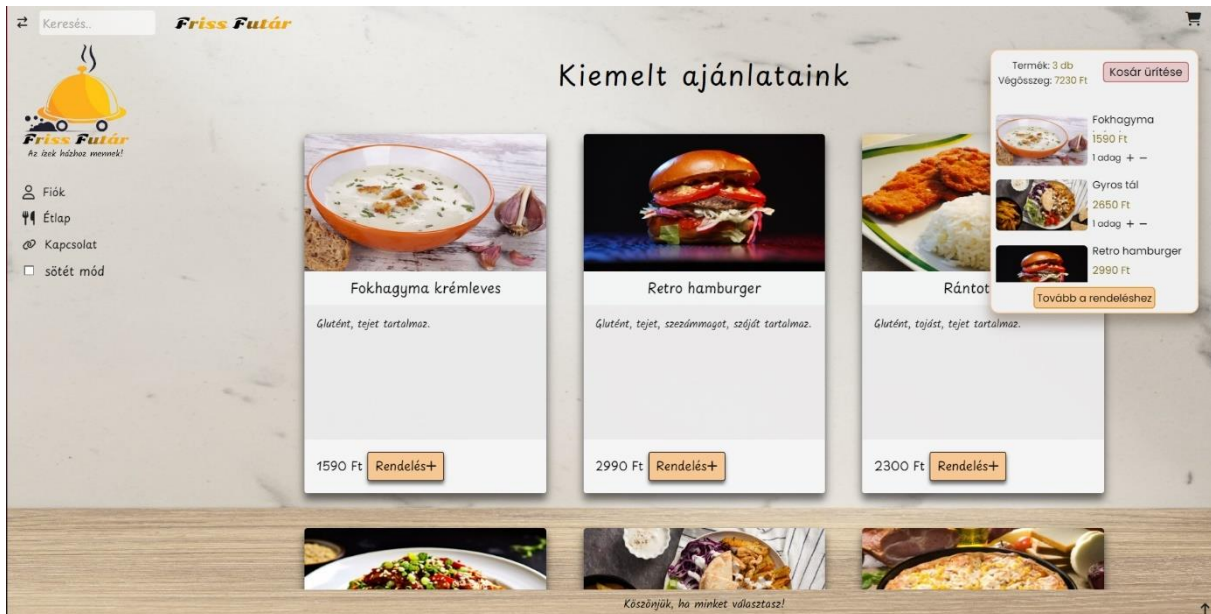 Keresés..
Friss Futár
Friss Futár
Az ízek házhoz mennek!
Fiók
Étlap
Kapcsolat
sötét mód
Kiemelt ajánlataink
Fokhagyma krémleves
Glutént, tejet tartalmaz.
1590 Ft Rendelés+
Retro hamburger
Glutént, tejet, szezámmagot, szóját tartalmaz.
2990 Ft Rendelés+
Rántot
Glutént, tojást, tejet tartalmaz.
2300 Ft Rendelés+
Termék: 3 db
Végösszeg: 7230 Ft
Kosár ürítése
Fokhagyma
1590 Ft
1 adag + −
Gyros tál
2650 Ft
1 adag + −
Retro hamburger
2990 Ft
Tovább a rendeléshez
Köszönjük, ha minket választasz!